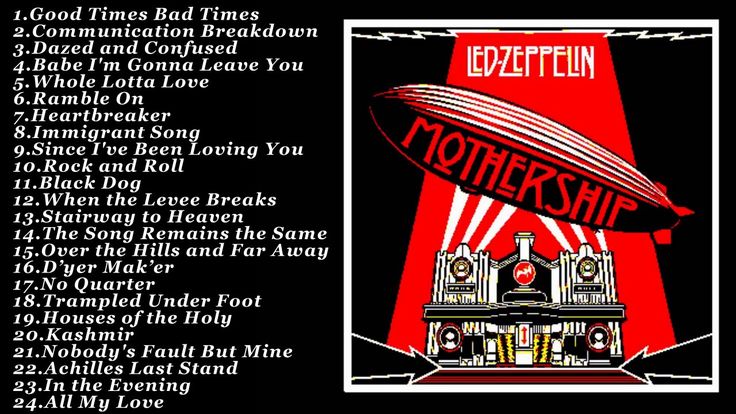 1.Good Times Bad Times
2.Communication Breakdown
3.Dazed and Confused
4.Babe I'm Gonna Leave You
5.Whole Lotta Love
6.Ramble On
7.Heartbreaker
8.Immigrant Song
9.Since I've Been Loving You
10.Rock and Roll
11.Black Dog
12.When the Levee Breaks
13.Stairway to Heaven
14.The Song Remains the Same
15.Over the Hills and Far Away
16.D’yer Mak’er
17.No Quarter
18.Trampled Under Foot
19.Houses of the Holy
20.Kashmir
21.Nobody's Fault But Mine
22.Achilles Last Stand
23.In the Evening
24.All My Love
LED-ZEPPELIN
MOTHERSHIP